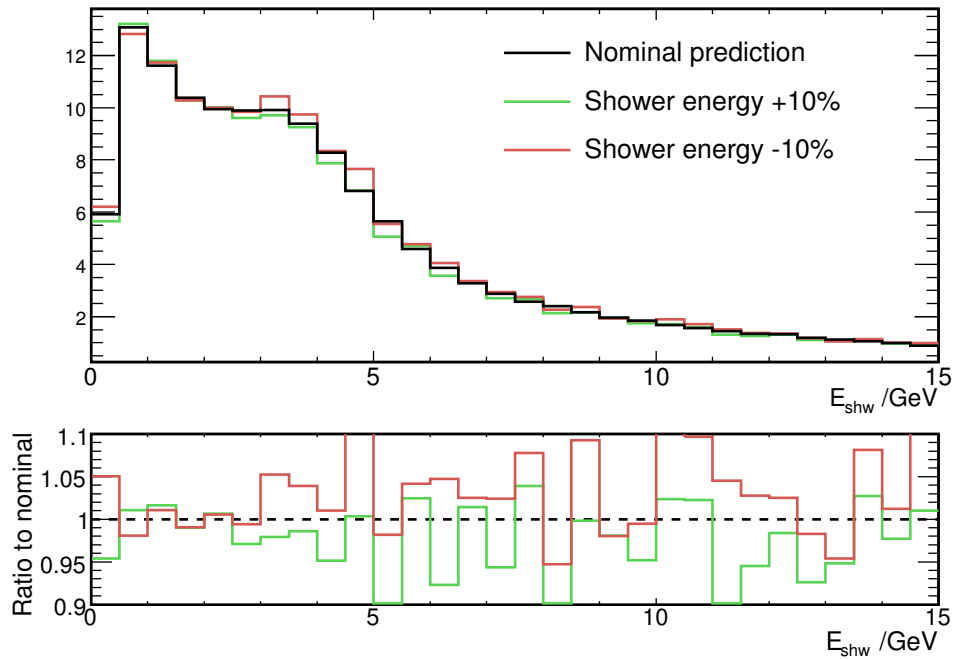 12
10
8
6
4
2
Nominal prediction
Shower energy +10%
Shower energy -10%
0 5 10 15
E_shw /GeV
Ratio to nominal
1.1
1.05
1
0.95
0.9
0 5 10 15
E_shw /GeV